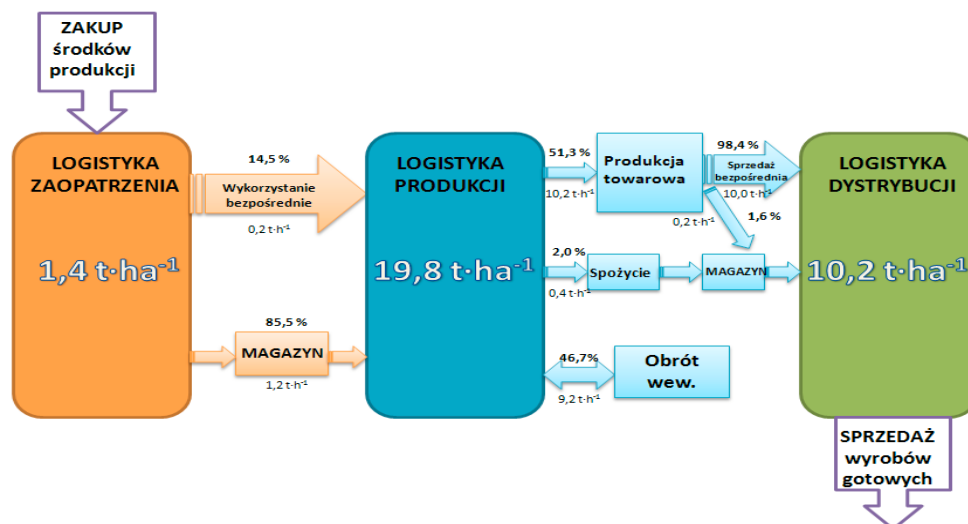 ZAKUP
środków
produkcji
LOGISTYKA
ZAOPATRZENIA
1,4 t·ha⁻¹
14,5 %
Wykorzystanie
bezpośrednie
0,2 t·h⁻¹
85,5 %
MAGAZYN
1,2 t·h⁻¹
LOGISTYKA
PRODUKCJI
19,8 t·ha⁻¹
51,3 %
10,2 t·h⁻¹
Produkcja
towarowa
98,4 %
Sprzedaż
bezpośrednia
10,0 t·h⁻¹
0,2 t·h⁻¹
1,6 %
2,0 %
0,4 t·h⁻¹
Spożycie
MAGAZYN
46,7%
9,2 t·h⁻¹
Obrót
wew.
LOGISTYKA
DYSTRYBUCJI
10,2 t·ha⁻¹
SPRZEDAŻ
wyrobów
gotowych